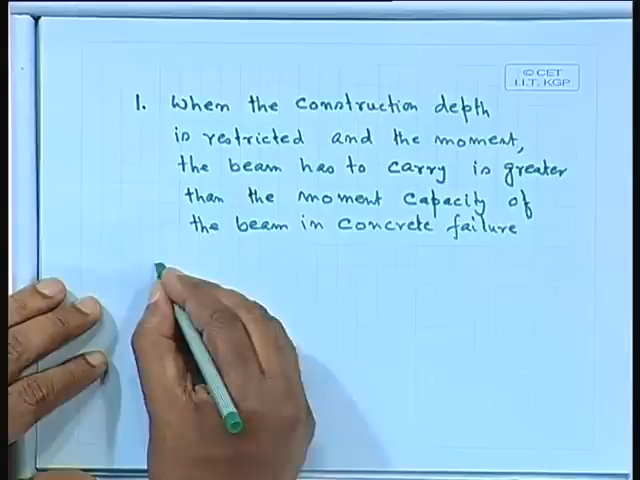 © CET
I.I.T. KGP
1. When the construction depth
is restricted and the moment,
the beam has to carry is greater
than the moment capacity of
the beam in concrete failure